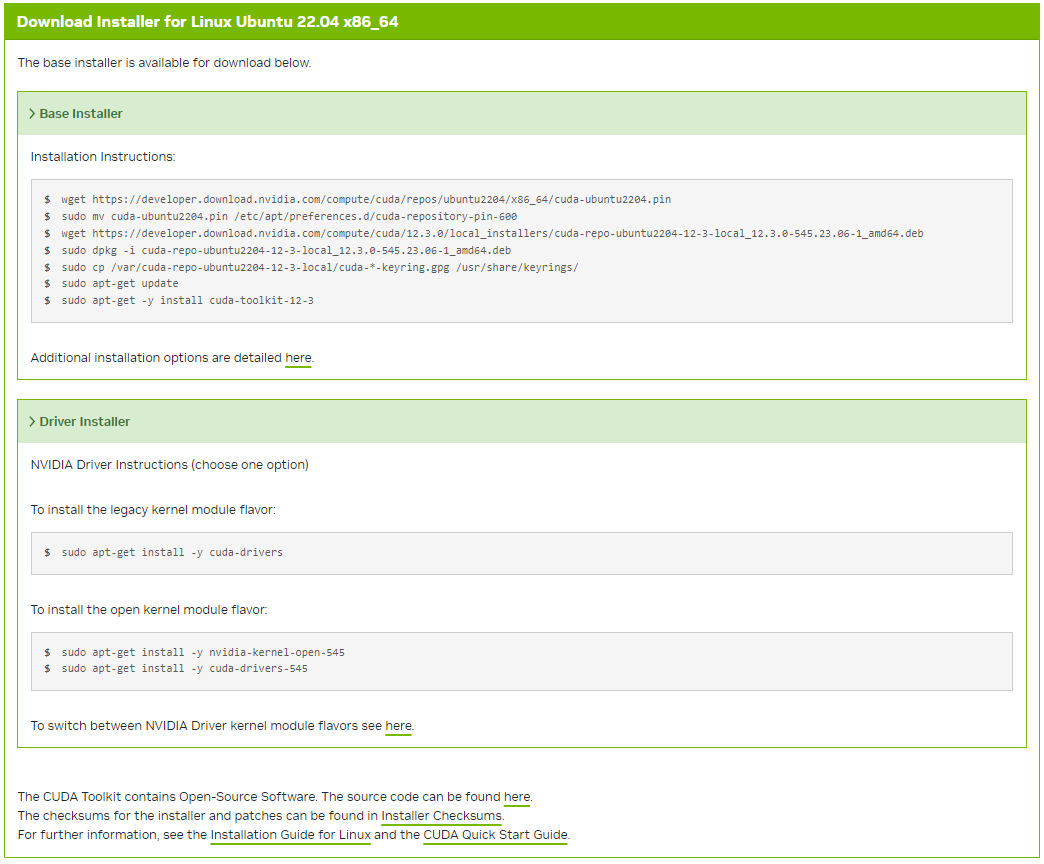 Download Installer for Linux Ubuntu 22.04 x86_64
The base installer is available for download below.
Base Installer
Installation Instructions:
$ wget https://developer.download.nvidia.com/compute/cuda/repos/ubuntu2204/x86_64/cuda-ubuntu2204.pin
$ sudo mv cuda-ubuntu2204.pin /etc/apt/preferences.d/cuda-repository-pin-600
$ wget https://developer.download.nvidia.com/compute/cuda/12.3.0/local_installers/cuda-repo-ubuntu2204-12-3-local_12.3.0-545.23.06-1_amd64.deb
$ sudo dpkg -i cuda-repo-ubuntu2204-12-3-local_12.3.0-545.23.06-1_amd64.deb
$ sudo cp /var/cuda-repo-ubuntu2204-12-3-local/cuda-*-keyring.gpg /usr/share/keyrings/
$ sudo apt-get update
$ sudo apt-get -y install cuda-toolkit-12-3
Additional installation options are detailed here.
Driver Installer
NVIDIA Driver Instructions (choose one option)
To install the legacy kernel module flavor:
$ sudo apt-get install -y cuda-drivers
To install the open kernel module flavor:
$ sudo apt-get install -y nvidia-kernel-open-545
$ sudo apt-get install -y cuda-drivers-545
To switch between NVIDIA Driver kernel module flavors see here.
The CUDA Toolkit contains Open-Source Software. The source code can be found here.
The checksums for the installer and patches can be found in Installer Checksums.
For further information, see the Installation Guide for Linux and the CUDA Quick Start Guide.